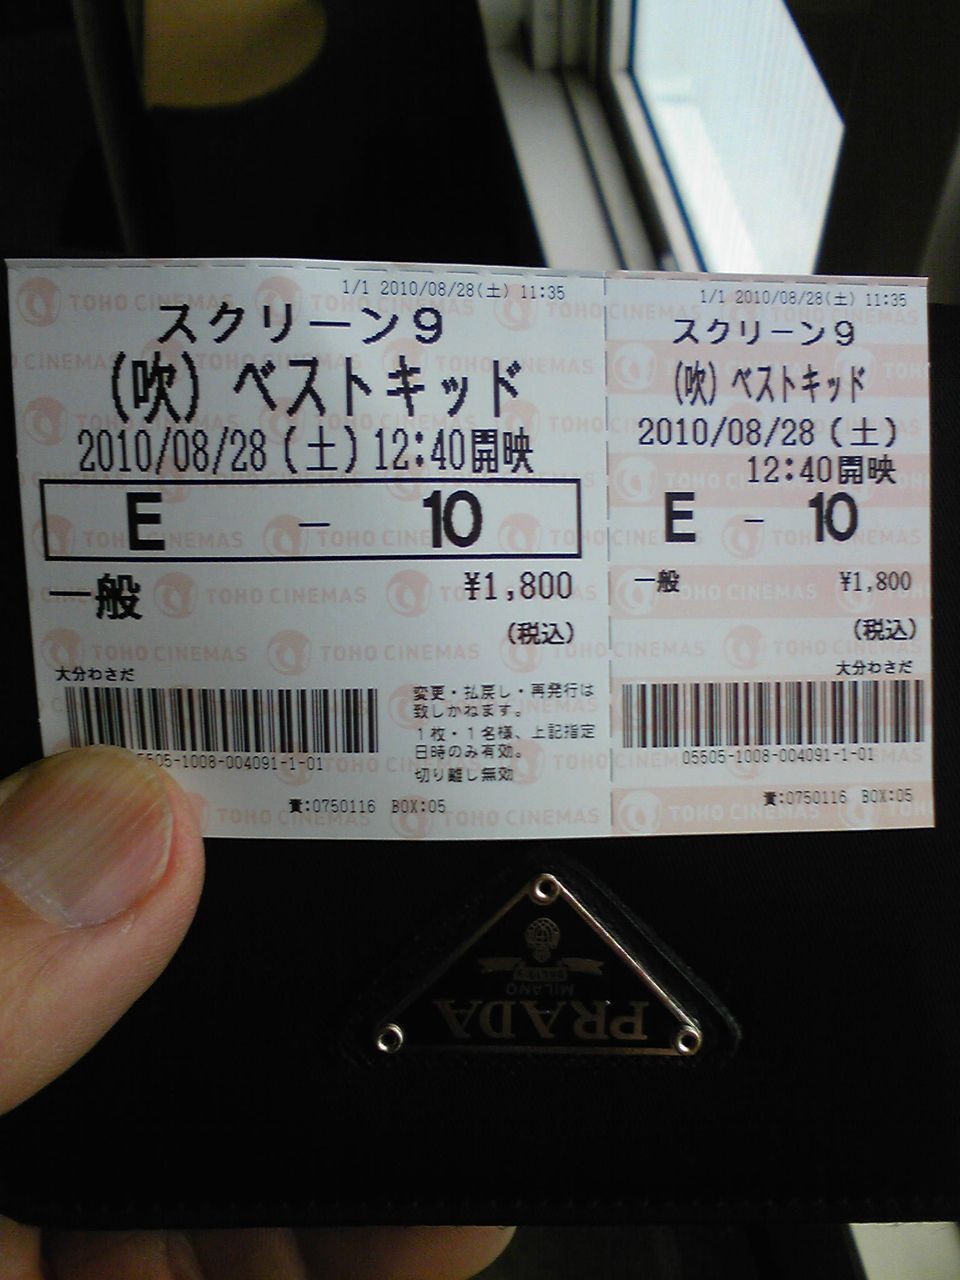 1/1 2010/08/28(土) 11:35
スクリーン9
(吹) ベストキッド
2010/08/28 (土) 12:40開映
E - 10
一般 ¥1,800
(税込)
大分わさだ
変更・払戻し・再発行は
致しかねます。
1枚・1名様、上記指定
日時のみ有効。
切り離し無効
5505-1008-004091-1-01
責:0750116 BOX:05
1/1 2010/08/28(土) 11:35
スクリーン9
(吹) ベストキッド
2010/08/28 (土)
12:40開映
E - 10
一般 ¥1,800
(税込)
大分わさだ
05505-1008-004091-1-01
責:0750116 BOX:05
TOHO CINEMAS
PRADA
MILANO